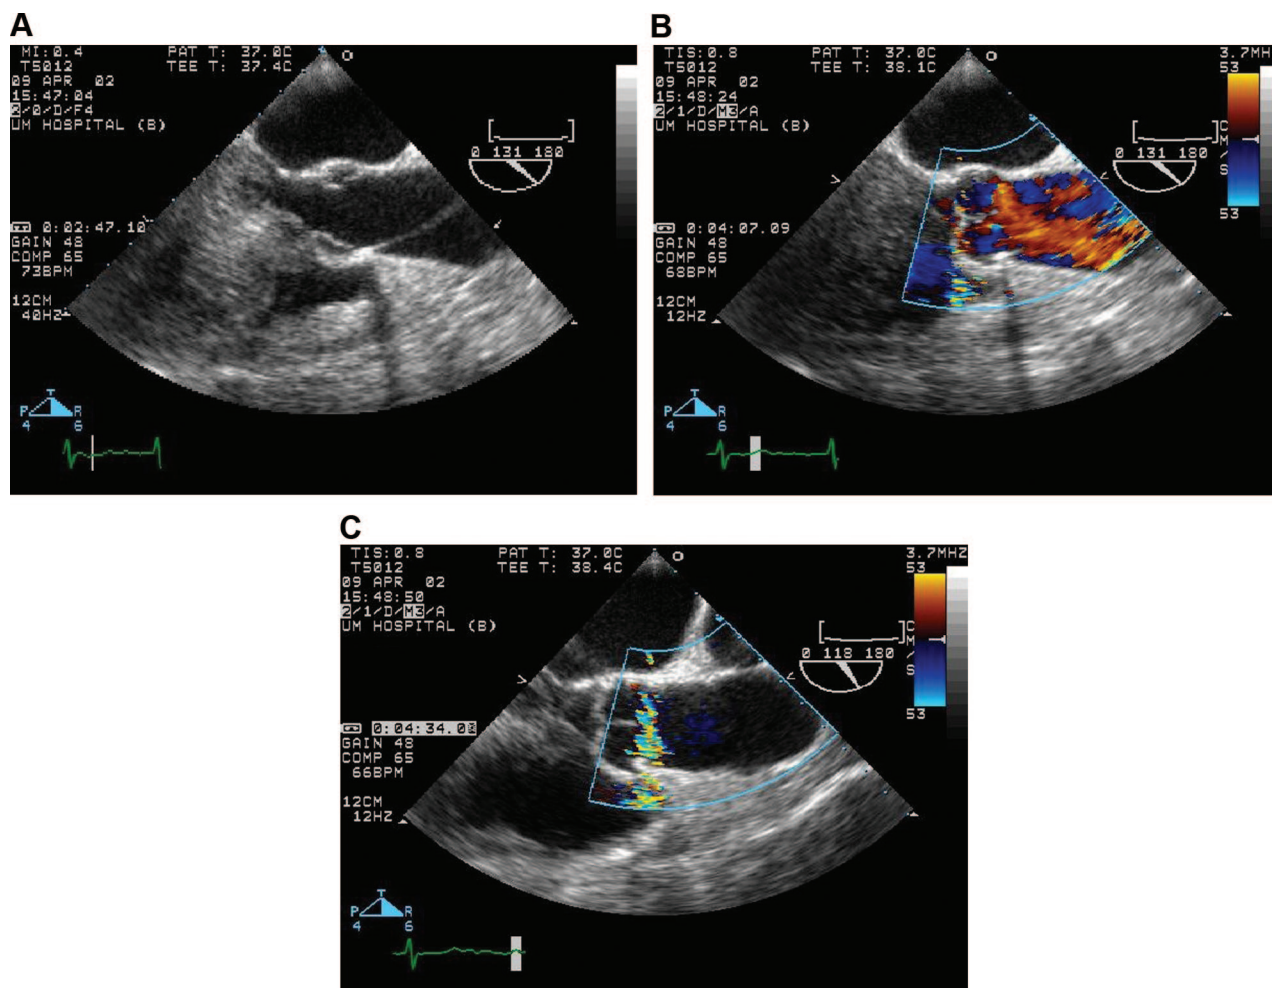 A
MI:0.4 PAT T: 37.0C
T5012 TEE T: 37.4C
09 APR 02
15:47:04
2/0/D/F4
UM HOSPITAL (B)
0 131 180
0:02:47.10
GAIN 48
COMP 65
73BPM
12CM
40HZ
T
P R
4 6
B
TIS:0.8 PAT T: 37.0C 3.7MHZ
T5012 TEE T: 38.1C 53
09 APR 02
15:48:24
2/1/D/M3/A
UM HOSPITAL (B)
C
M
/
S
0 131 180
53
0:04:07.09
GAIN 48
COMP 65
68BPM
12CM
12HZ
T
P R
4 6
C
TIS:0.8 PAT T: 37.0C 3.7MHZ
T5012 TEE T: 38.4C 53
09 APR 02
15:48:50
2/1/D/M3/A
UM HOSPITAL (B)
C
M
/
S
0 118 180
53
GAIN 48
COMP 65
66BPM
12CM
12HZ
T
P R
4 6